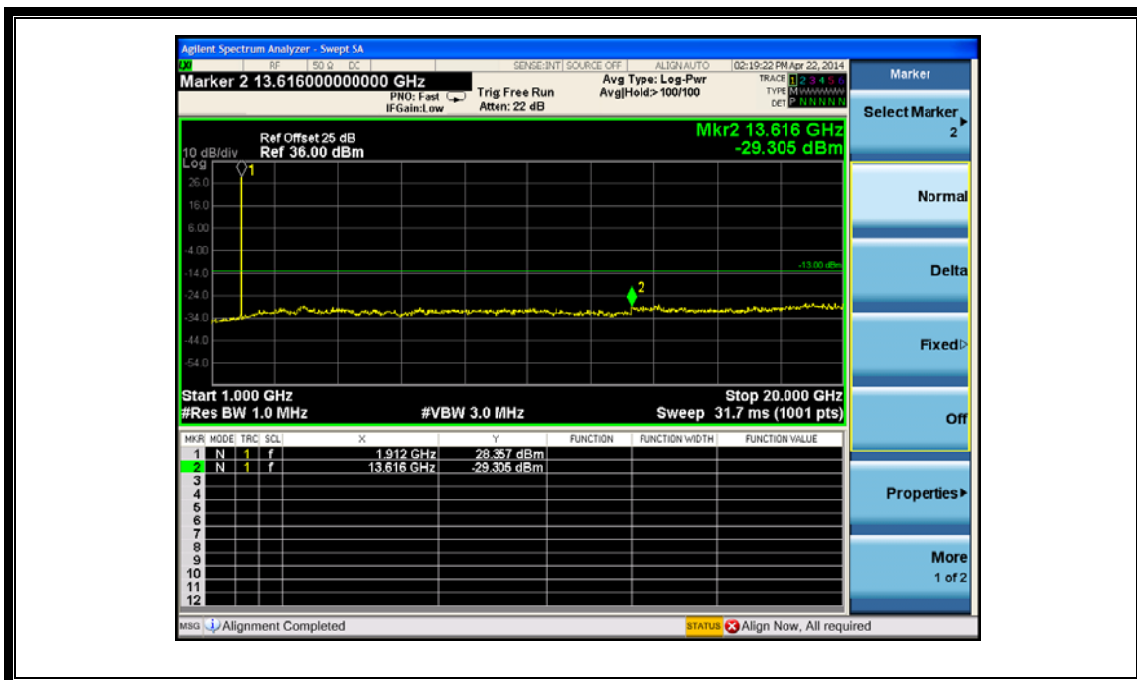 Agilent Spectrum Analyzer - Swept SA
LXI RF 50 Ω DC SENSE:INT SOURCE OFF ALIGN AUTO 02:19:22 PM Apr 22, 2014
Marker 2 13.616000000000 GHz
PNO: Fast
IFGain:Low
Trig: Free Run
Atten: 22 dB
Avg Type: Log-Pwr
Avg|Hold:> 100/100
TRACE 1 2 3 4 5 6
TYPE M W W W W W
DET P N N N N N
Ref Offset 25 dB
10 dB/div Ref 36.00 dBm
Log
Mkr2 13.616 GHz
-29.305 dBm
1
26.0
16.0
6.00
-4.00
-13.00 dBm
-14.0
2
-24.0
-34.0
-44.0
-54.0
Start 1.000 GHz Stop 20.000 GHz
#Res BW 1.0 MHz #VBW 3.0 MHz Sweep 31.7 ms (1001 pts)
MKR MODE TRC SCL X Y FUNCTION FUNCTION WIDTH FUNCTION VALUE
1 N 1 f 1.912 GHz 28.357 dBm
2 N 1 f 13.616 GHz -29.305 dBm
3
4
5
6
7
8
9
10
11
12
MSG Alignment Completed STATUS Align Now, All required
Marker
Select Marker
2
Normal
Delta
Fixed
Off
Properties
More
1 of 2